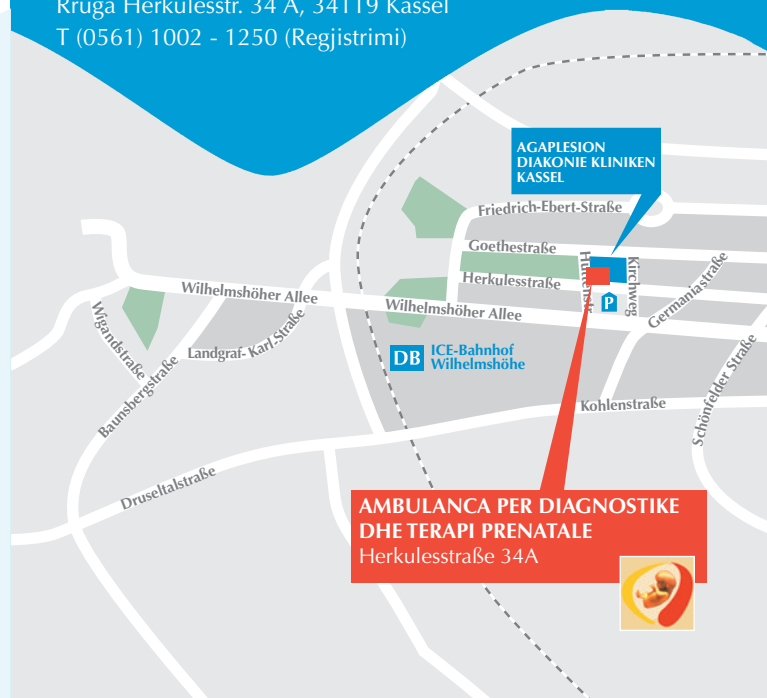 Rruga Herkulesstr. 34 A, 34119 Kassel
T (0561) 1002 - 1250 (Regjistrimi)
AGAPLESION
DIAKONIE KLINIKEN
KASSEL
Friedrich-Ebert-Straße
Goethestraße
Herkulesstraße
Kirchweg
Germaniastraße
P
Wilhelmshöher Allee
Wilhelmshöher Allee
Wigandstraße
Landgraf-Karl-Straße
Baunsbergstraße
DB
ICE-Bahnhof
Wilhelmshöhe
Schönfelder Straße
Kohlenstraße
Druseltalstraße
AMBULANCA PER DIAGNOSTIKE
DHE TERAPI PRENATALE
Herkulesstraße 34A